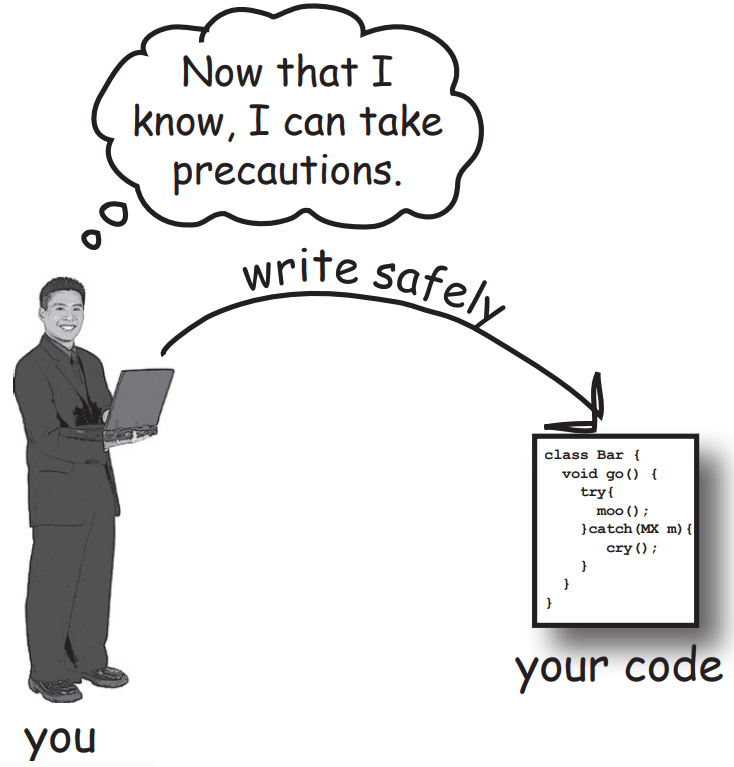 Now that I
know, I can take
precautions.
write safely
class Bar {
  void go() {
    try{
      moo();
    }catch(MX m){
       cry();
    }
  }
}
your code
you